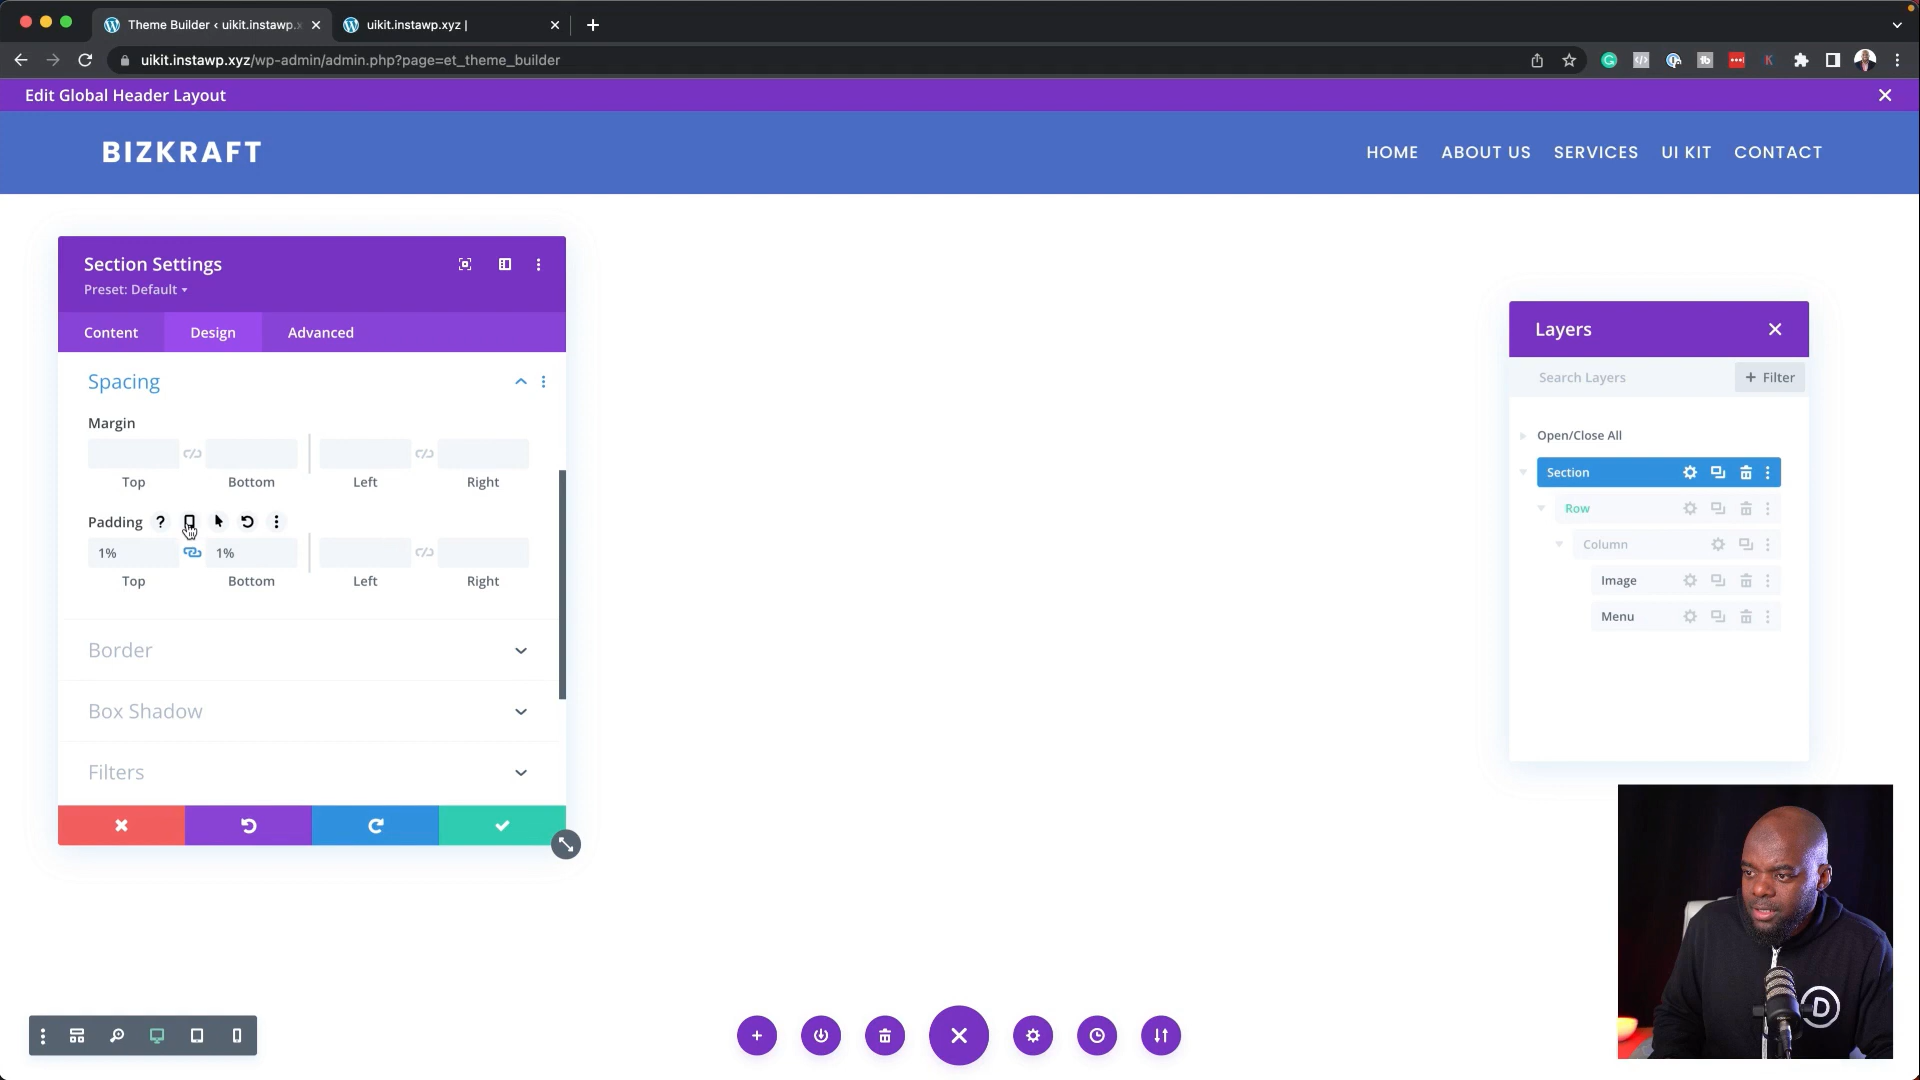 Theme Builder ‹ uikit.instawp.x
uikit.instawp.xyz |
uikit.instawp.xyz/wp-admin/admin.php?page=et_theme_builder
Edit Global Header Layout
BIZKRAFT
HOME ABOUT US SERVICES UI KIT CONTACT
Section Settings
Preset: Default
Content Design Advanced
Spacing
Margin
Top Bottom Left Right
Padding ?
1% 1%
Top Bottom Left Right
Border
Box Shadow
Filters
Layers
Search Layers + Filter
Open/Close All
Section
Row
Column
Image
Menu
D